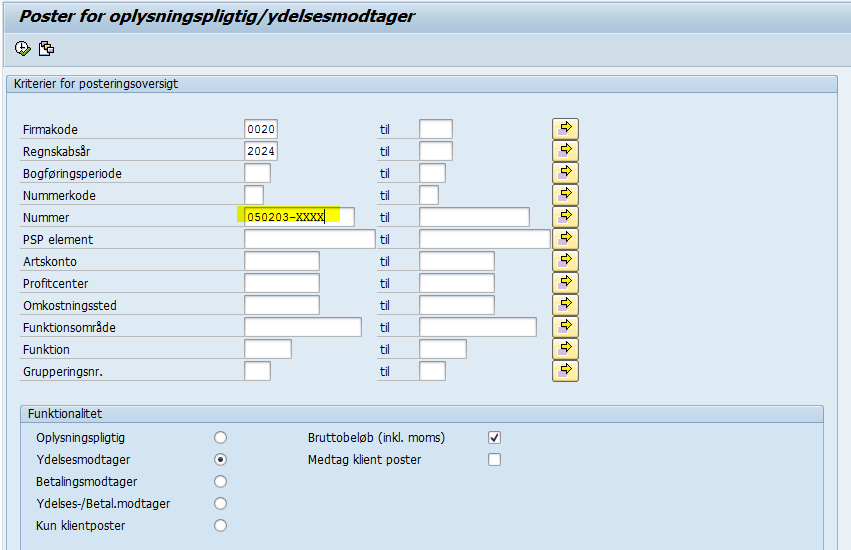 Poster for oplysningspligtig/ydelsesmodtager
Kriterier for posteringsoversigt
Firmakode 0020 til
Regnskabsår 2024 til
Bogføringsperiode til
Nummerkode til
Nummer 050203-XXXX til
PSP element til
Artskonto til
Profitcenter til
Omkostningssted til
Funktionsområde til
Funktion til
Grupperingsnr. til
Funktionalitet
Oplysningspligtig Bruttobeløb (inkl. moms)
Ydelsesmodtager Medtag klient poster
Betalingsmodtager
Ydelses-/Betal.modtager
Kun klientposter